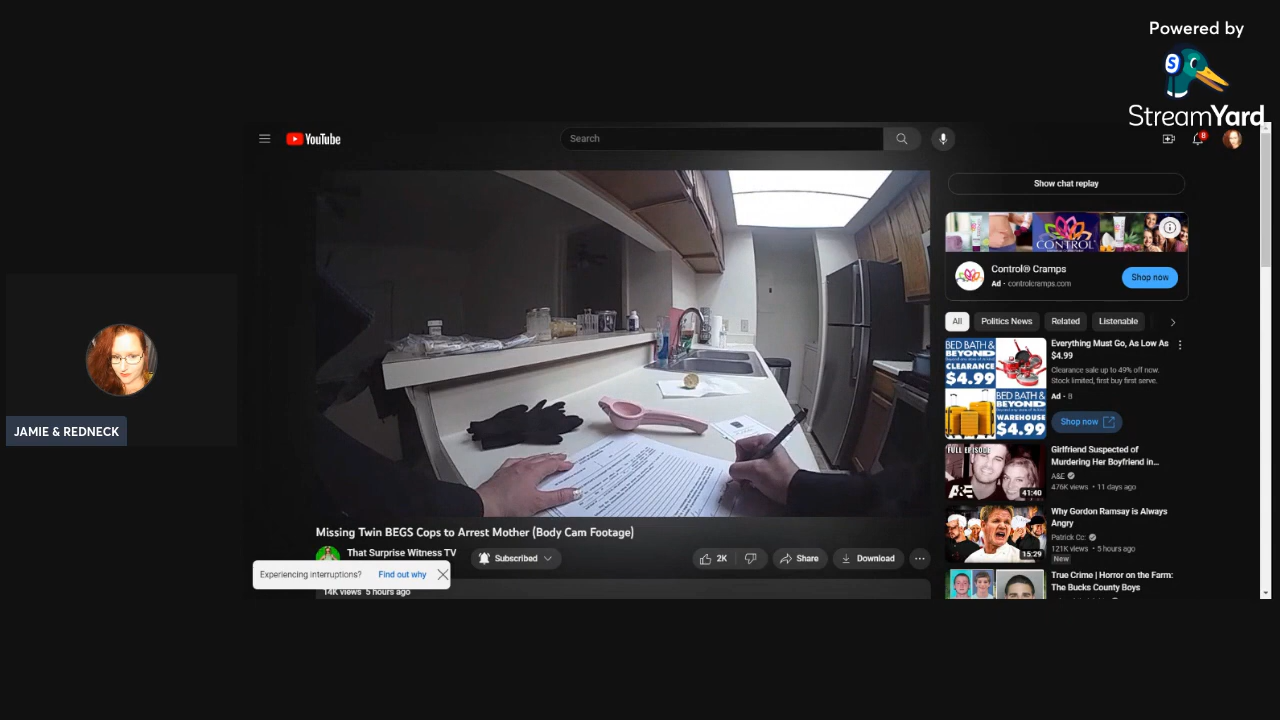 Powered by
StreamYard
YouTube
Search
8
Show chat replay
CONTROL
Control® Cramps
Ad · controlcramps.com
Shop now
All
Politics News
Related
Listenable
BED BATH &
BEYOND
CLEARANCE
$4.99
BED BATH &
BEYOND
WAREHOUSE
$4.99
Everything Must Go, As Low As
$4.99
Clearance sale up to 49% off now.
Stock limited, first buy first serve.
Ad · 8
Shop now
FULL EPISODE
A&E
41:40
Girlfriend Suspected of
Murdering Her Boyfriend in...
A&E
476K views · 11 days ago
15:29
Why Gordon Ramsay is Always
Angry
Patrick Cc:
121K views · 5 hours ago
New
True Crime | Horror on the Farm:
The Bucks County Boys
JAMIE & REDNECK
Missing Twin BEGS Cops to Arrest Mother (Body Cam Footage)
That Surprise Witness TV
Subscribed
2K
Share
Download
Experiencing interruptions?
Find out why
14K views 5 hours ago